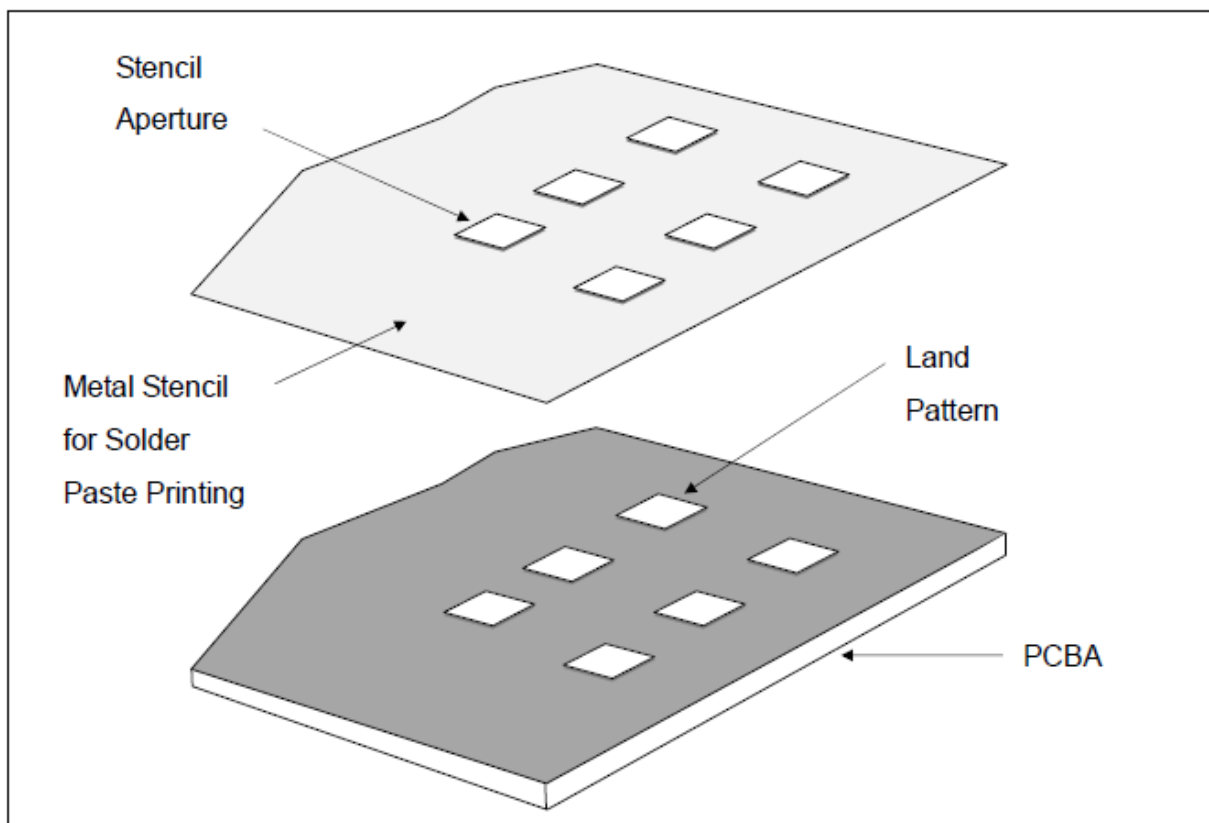 Stencil
Aperture
Metal Stencil
for Solder
Paste Printing
Land
Pattern
PCBA